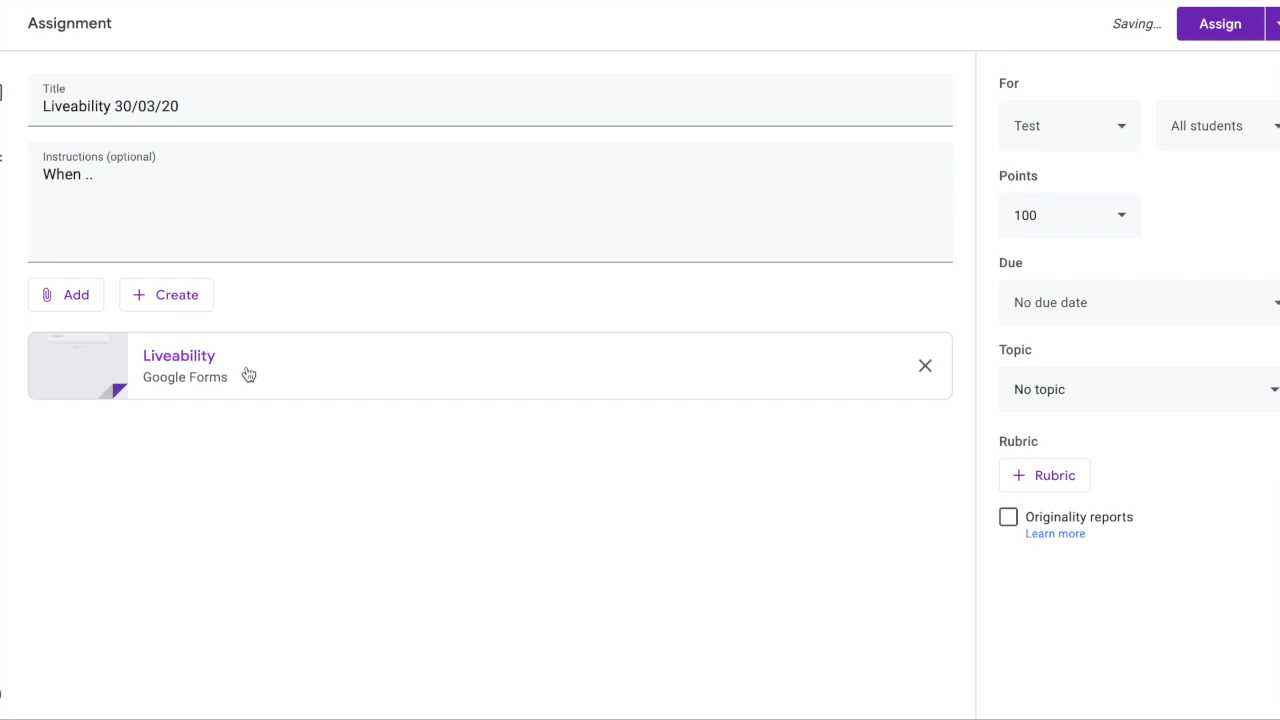 Assignment
Saving...
Assign
Title
Liveability 30/03/20
Instructions (optional)
When ..
Add
Create
Liveability
Google Forms
For
Test
All students
Points
100
Due
No due date
Topic
No topic
Rubric
Rubric
Originality reports
Learn more